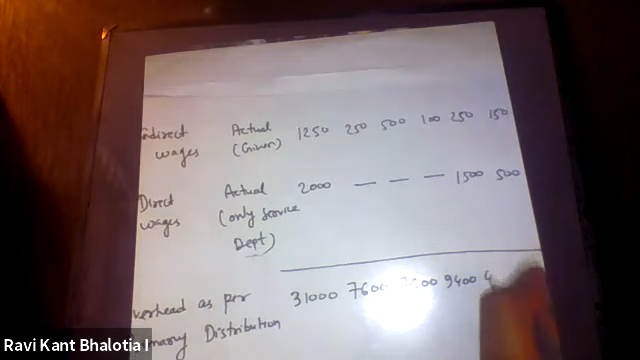 Indirect Actual 1250 250 500 100 250 150
wages (Given)
Direct Actual 2000 — — — 1500 500
wages (only service
Dept)
overhead as per 31000 7600 9400 4
Distribution
Ravi Kant Bhalotia I